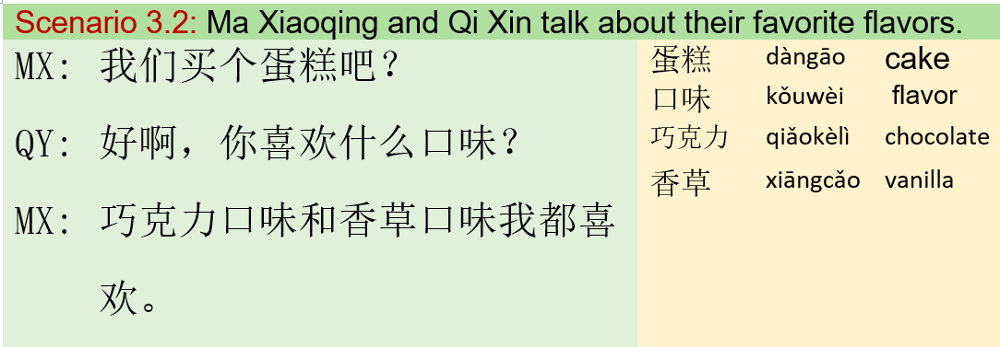 Scenario 3.2: Ma Xiaoqing and Qi Xin talk about their favorite flavors.
MX: 我们买个蛋糕吧？
QY: 好啊，你喜欢什么口味？
MX: 巧克力口味和香草口味我都喜
欢。
蛋糕 dàngāo cake
口味 kǒuwèi flavor
巧克力 qiǎokèlì chocolate
香草 xiāngcǎo vanilla